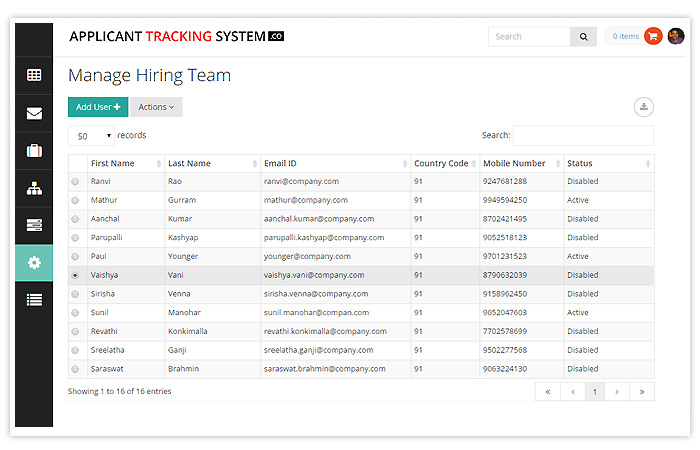 APPLICANT TRACKING SYSTEM .CO
Search
0 items
Manage Hiring Team
Add User +
Actions
50 records
Search:
First Name Last Name Email ID Country Code Mobile Number Status
Ranvi Rao ranvi@company.com 91 9247681288 Disabled
Mathur Gurram mathur@company.com 91 9949594250 Active
Aanchal Kumar aanchal.kumar@company.com 91 8702421495 Disabled
Parupalli Kashyap parupalli.kashyap@company.com 91 9052518123 Disabled
Paul Younger younger@company.com 91 9701231523 Active
Vaishya Vani vaishya.vani@company.com 91 8790632039 Disabled
Sirisha Venna sirisha.venna@company.com 91 9158962450 Disabled
Sunil Manohar sunil.manohar@compan.com 91 9652047603 Active
Revathi Konkimalla revathi.konkimalla@company.com 91 7702578699 Disabled
Sreelatha Ganji sreelatha.ganji@company.com 91 9502277568 Disabled
Saraswat Brahmin saraswat.brahmin@company.com 91 9063224130 Disabled
Showing 1 to 16 of 16 entries
« ‹ 1 › »